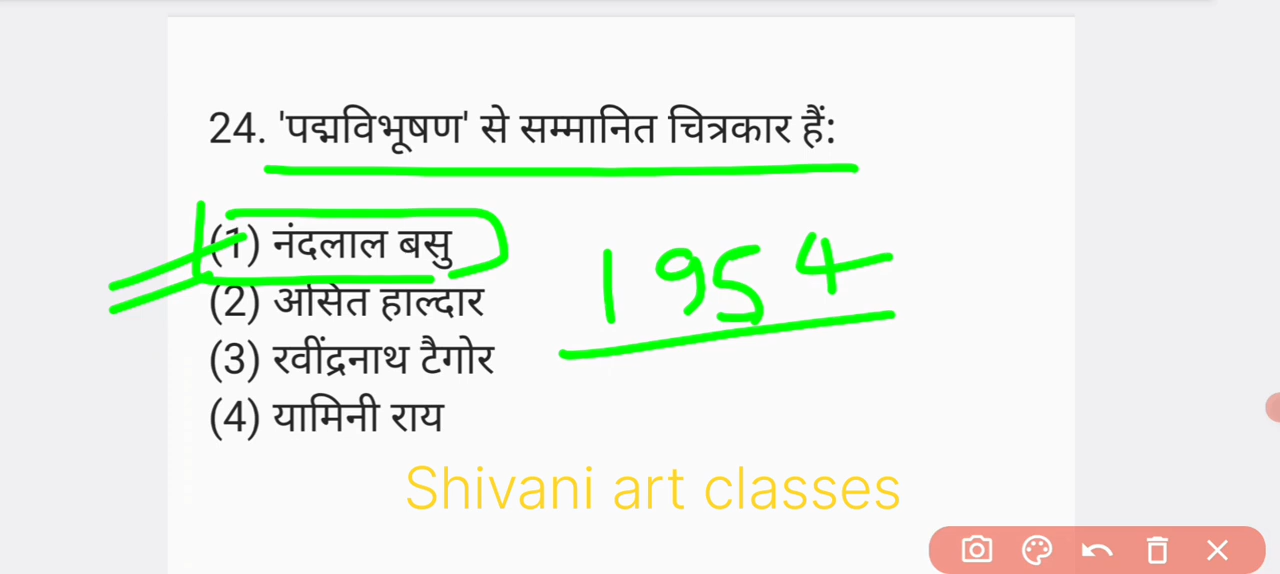 24. 'पद्मविभूषण' से सम्मानित चित्रकार हैं:
(1) नंदलाल बसु
1954
(2) असित हाल्दार
(3) रवींद्रनाथ टैगोर
(4) यामिनी राय
Shivani art classes